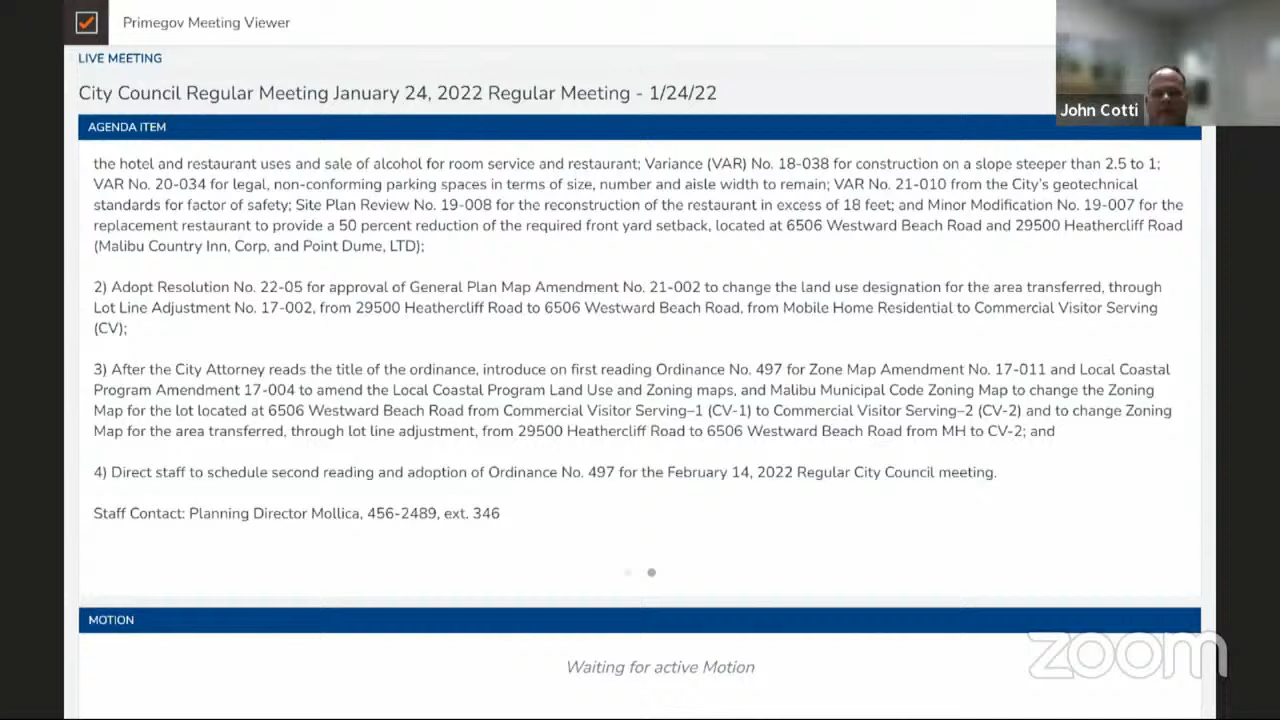 Primegov Meeting Viewer
LIVE MEETING
City Council Regular Meeting January 24, 2022 Regular Meeting - 1/24/22
John Cotti
AGENDA ITEM
the hotel and restaurant uses and sale of alcohol for room service and restaurant; Variance (VAR) No. 18-038 for construction on a slope steeper than 2.5 to 1;
VAR No. 20-034 for legal, non-conforming parking spaces in terms of size, number and aisle width to remain; VAR No. 21-010 from the City's geotechnical
standards for factor of safety; Site Plan Review No. 19-008 for the reconstruction of the restaurant in excess of 18 feet; and Minor Modification No. 19-007 for the
replacement restaurant to provide a 50 percent reduction of the required front yard setback, located at 6506 Westward Beach Road and 29500 Heathercliff Road
(Malibu Country Inn, Corp, and Point Dume, LTD);
2) Adopt Resolution No. 22-05 for approval of General Plan Map Amendment No. 21-002 to change the land use designation for the area transferred, through
Lot Line Adjustment No. 17-002, from 29500 Heathercliff Road to 6506 Westward Beach Road, from Mobile Home Residential to Commercial Visitor Serving
(CV);
3) After the City Attorney reads the title of the ordinance, introduce on first reading Ordinance No. 497 for Zone Map Amendment No. 17-011 and Local Coastal
Program Amendment 17-004 to amend the Local Coastal Program Land Use and Zoning maps, and Malibu Municipal Code Zoning Map to change the Zoning
Map for the lot located at 6506 Westward Beach Road from Commercial Visitor Serving–1 (CV-1) to Commercial Visitor Serving–2 (CV-2) and to change Zoning
Map for the area transferred, through lot line adjustment, from 29500 Heathercliff Road to 6506 Westward Beach Road from MH to CV-2; and
4) Direct staff to schedule second reading and adoption of Ordinance No. 497 for the February 14, 2022 Regular City Council meeting.
Staff Contact: Planning Director Mollica, 456-2489, ext. 346
MOTION
Waiting for active Motion
zoom